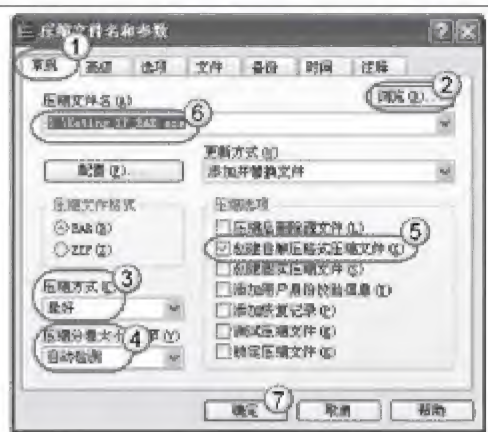 压缩文件名和参数
①
常规 高级 选项 文件 备份 时间 注释
②
压缩文件名(A)
浏览(B)...
⑥
更新方式(U)
配置(F)...
添加并替换文件
压缩文件格式
压缩选项
RAR(R)
ZIP(Z)
压缩后删除源文件(L)
创建自解压格式压缩文件(X)
⑤
创建固实压缩文件(S)
压缩方式
③
添加用户身份校验信息
最好
添加恢复记录(P)
压缩分卷大小
④
(V)
测试压缩文件
自动检测
锁定压缩文件
⑦
确定
取消
帮助